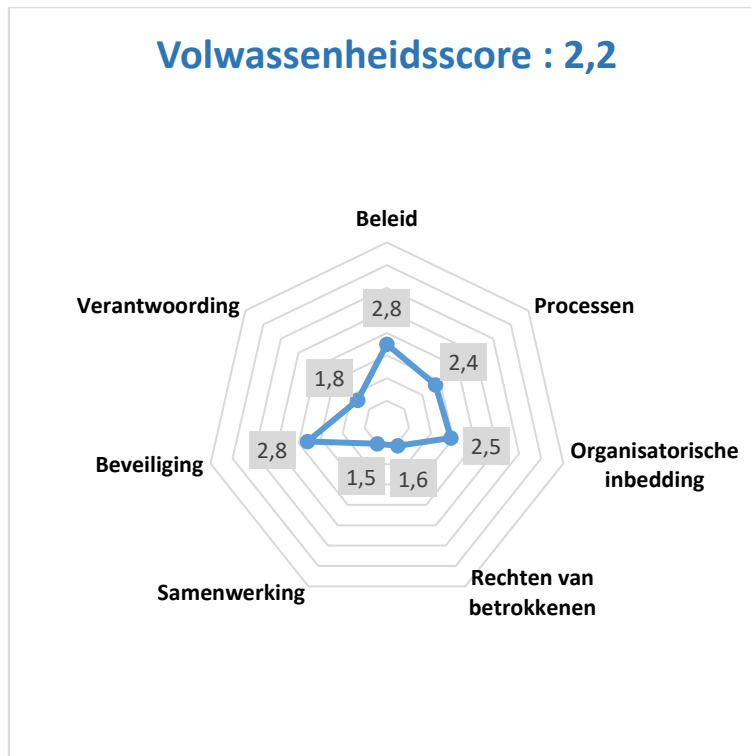 Volwassenheidsscore : 2,2
Beleid
Verantwoording
Processen
2,8
2,4
1,8
2,8
2,5
Organisatorische
inbedding
Beveiliging
1,5
1,6
Rechten van
betrokkenen
Samenwerking